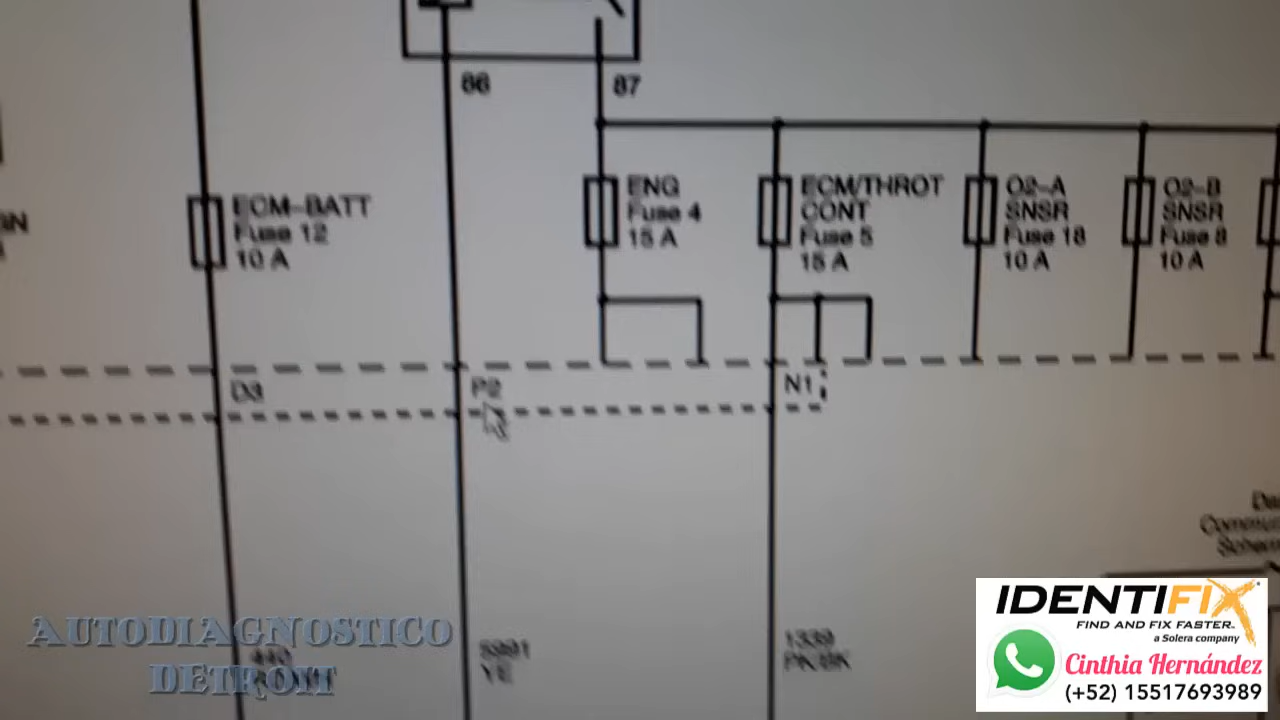 86
87
ECM-BATT
Fuse 12
10 A
ENG
Fuse 4
15 A
ECM/THROT
CONT
Fuse 5
15 A
O2-A
SNSR
Fuse 18
10 A
O2-B
SNSR
Fuse 8
10 A
D3
P2
N1
5991
YE
1339
PK/BK
AUTODIAGNOSTICO
DETROIT
IDENTIFIX
FIND AND FIX FASTER.
a Solera company
Cinthia Hernández
(+52) 15517693989